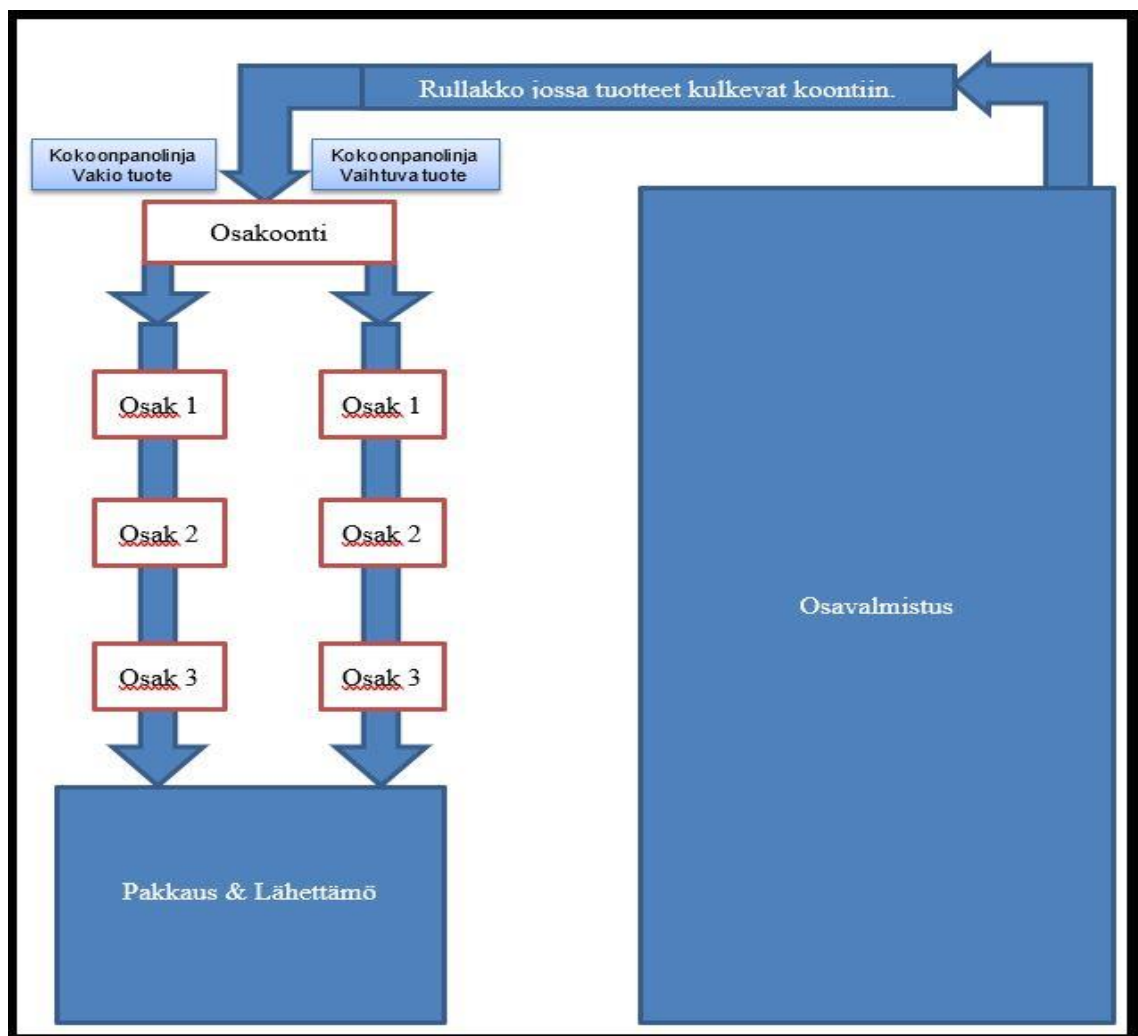 Rullakko jossa tuotteet kulkevat koontiin.
Kokoonpanolinja
Vakio tuote
Kokoonpanolinja
Vaihtuva tuote
Osakoonti
Osak 1
Osak 1
Osak 2
Osak 2
Osavalmistus
Osak 3
Osak 3
Pakkaus & Lähettämö